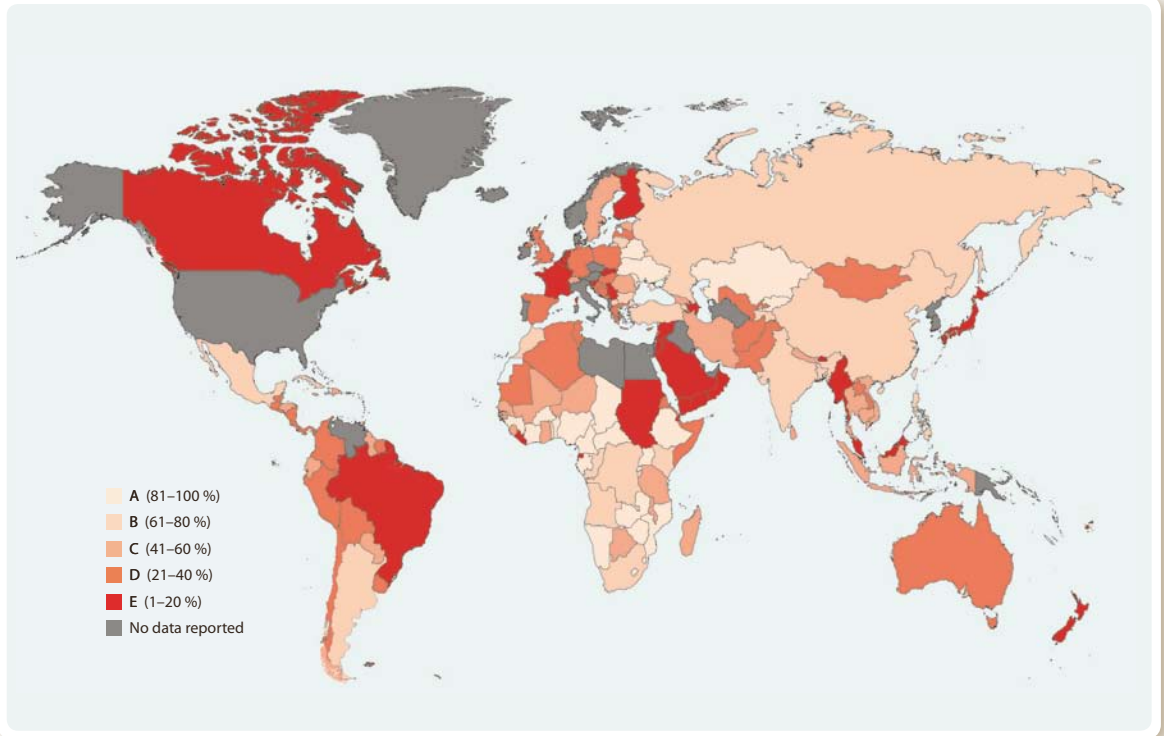 A (81–100 %)
B (61–80 %)
C (41–60 %)
D (21–40 %)
E (1–20 %)
No data reported